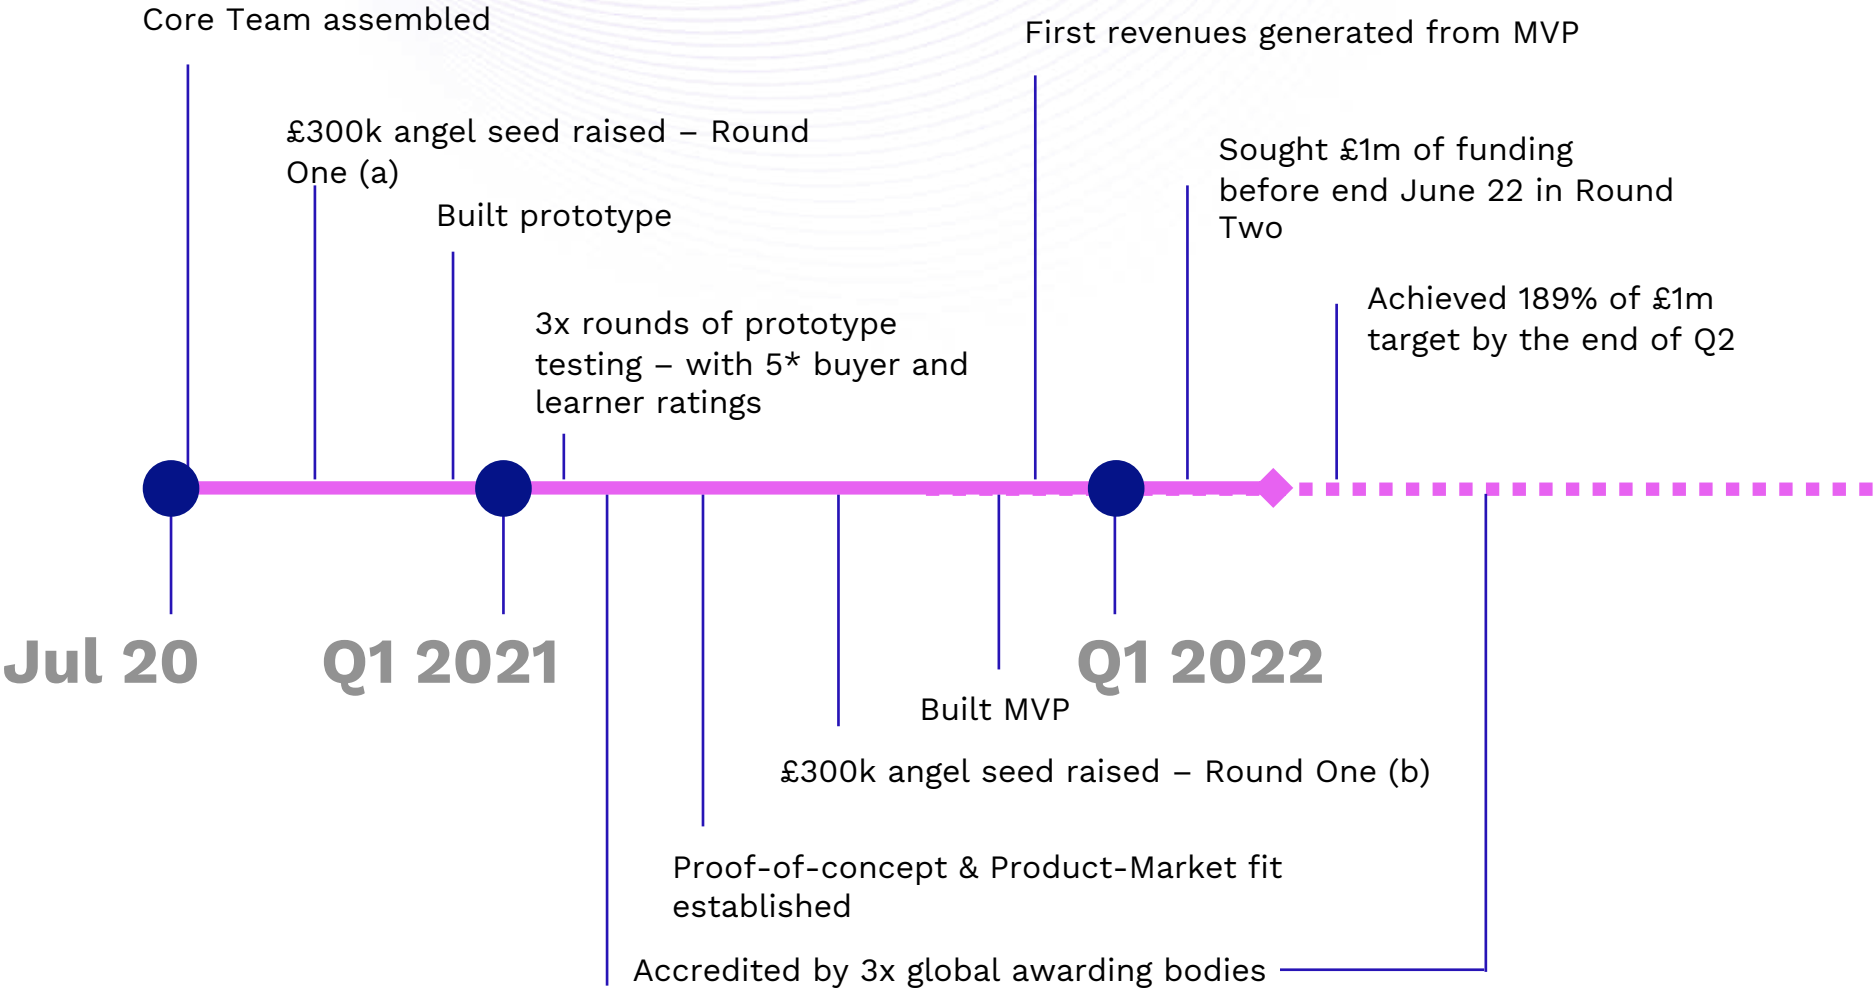 Core Team assembled
First revenues generated from MVP
£300k angel seed raised – Round
One (a)
Sought £1m of funding
before end June 22 in Round
Two
Built prototype
Achieved 189% of £1m
target by the end of Q2
3x rounds of prototype
testing – with 5* buyer and
learner ratings
Jul 20
Q1 2021
Q1 2022
Built MVP
£300k angel seed raised – Round One (b)
Proof-of-concept & Product-Market fit
established
Accredited by 3x global awarding bodies